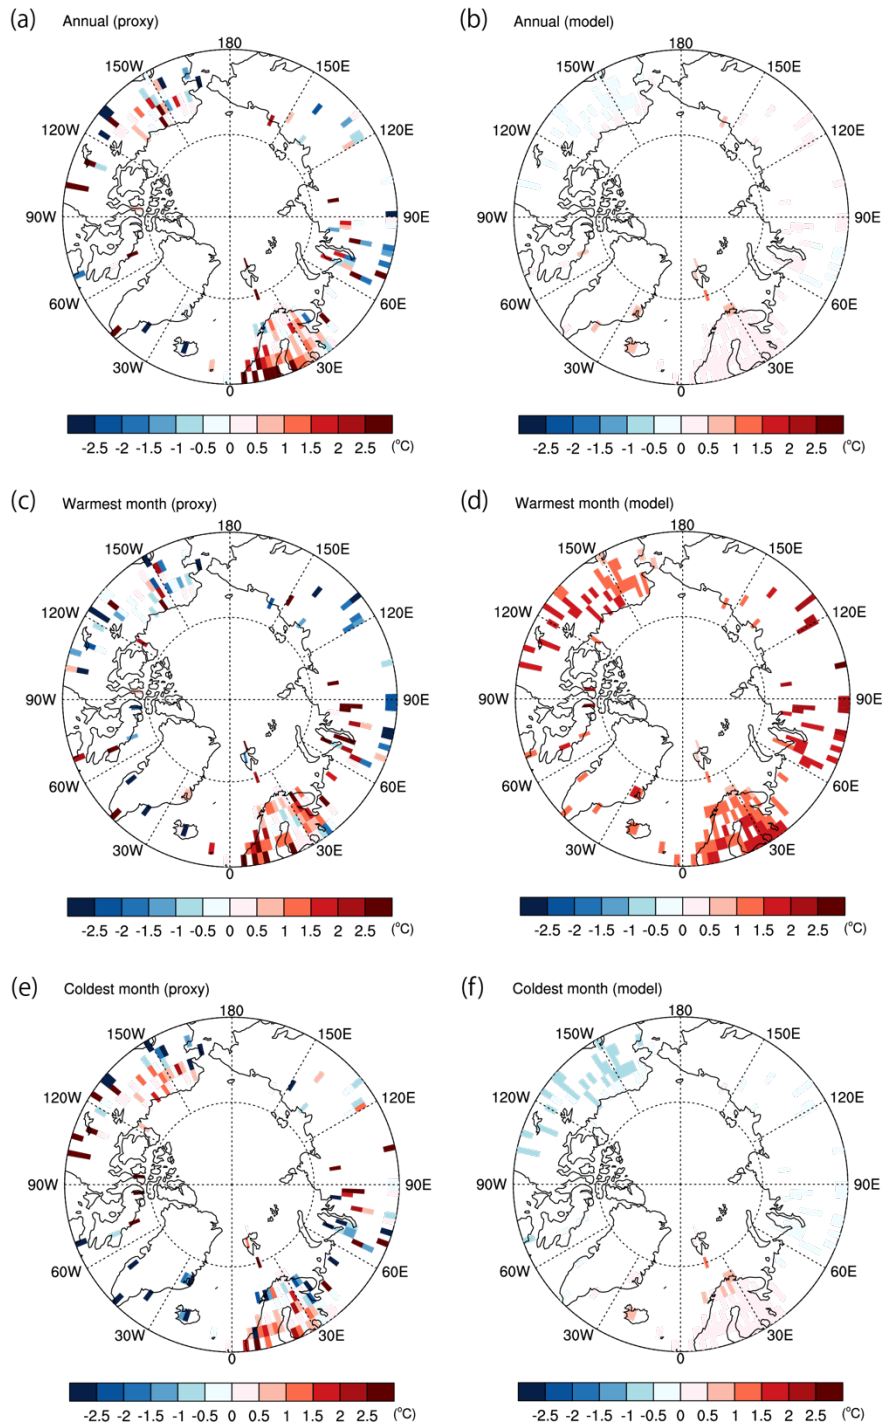 (a) Annual (proxy)
180
150W 150E
120W 120E
90W 90E
60W 60E
30W 30E
0
-2.5 -2 -1.5 -1 -0.5 0 0.5 1 1.5 2 2.5 (°C)
(b) Annual (model)
180
150W 150E
120W 120E
90W 90E
60W 60E
30W 30E
0
-2.5 -2 -1.5 -1 -0.5 0 0.5 1 1.5 2 2.5 (°C)
(c) Warmest month (proxy)
180
150W 150E
120W 120E
90W 90E
60W 60E
30W 30E
0
-2.5 -2 -1.5 -1 -0.5 0 0.5 1 1.5 2 2.5 (°C)
(d) Warmest month (model)
180
150W 150E
120W 120E
90W 90E
60W 60E
30W 30E
0
-2.5 -2 -1.5 -1 -0.5 0 0.5 1 1.5 2 2.5 (°C)
(e) Coldest month (proxy)
180
150W 150E
120W 120E
90W 90E
60W 60E
30W 30E
0
-2.5 -2 -1.5 -1 -0.5 0 0.5 1 1.5 2 2.5 (°C)
(f) Coldest month (model)
180
150W 150E
120W 120E
90W 90E
60W 60E
30W 30E
0
-2.5 -2 -1.5 -1 -0.5 0 0.5 1 1.5 2 2.5 (°C)